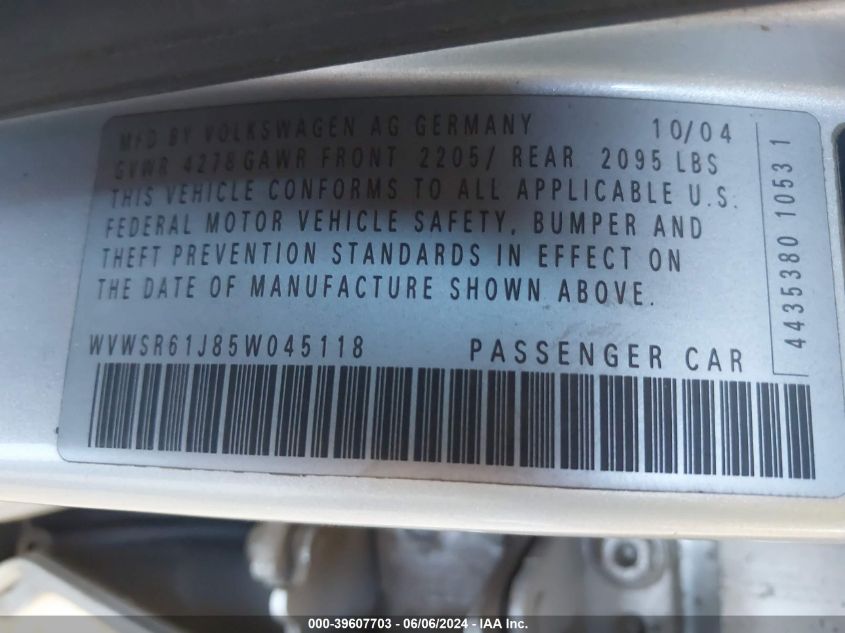 MFD BY VOLKSWAGEN AG GERMANY 10/04
GVWR 4278 GAWR FRONT 2205/ REAR 2095 LBS
THIS VEHICLE CONFORMS TO ALL APPLICABLE U.S.
FEDERAL MOTOR VEHICLE SAFETY, BUMPER AND
THEFT PREVENTION STANDARDS IN EFFECT ON
THE DATE OF MANUFACTURE SHOWN ABOVE.
WVWSR61J85W045118 PASSENGER CAR
4435380 1053 1
000-39607703 - 06/06/2024 - IAA Inc.